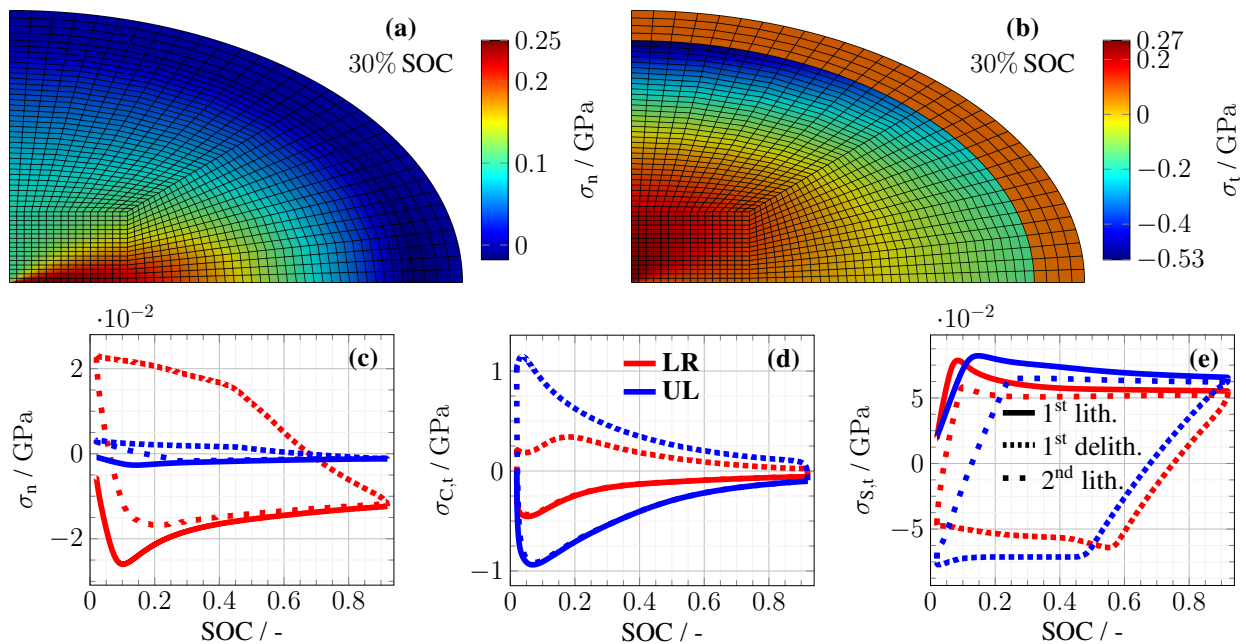 (a)
30% SOC
0.25
0.2
0.1
0
σn / GPa
(b)
30% SOC
0.27
0.2
0
−0.2
−0.4
−0.53
σt / GPa
·10−2
(c)
2
0
−2
σn / GPa
0 0.2 0.4 0.6 0.8
SOC / -
(d)
LR
UL
1
0
−1
σC,t / GPa
0 0.2 0.4 0.6 0.8
SOC / -
·10−2
(e)
5
0
−5
σS,t / GPa
1st lith.
1st delith.
2nd lith.
0 0.2 0.4 0.6 0.8
SOC / -